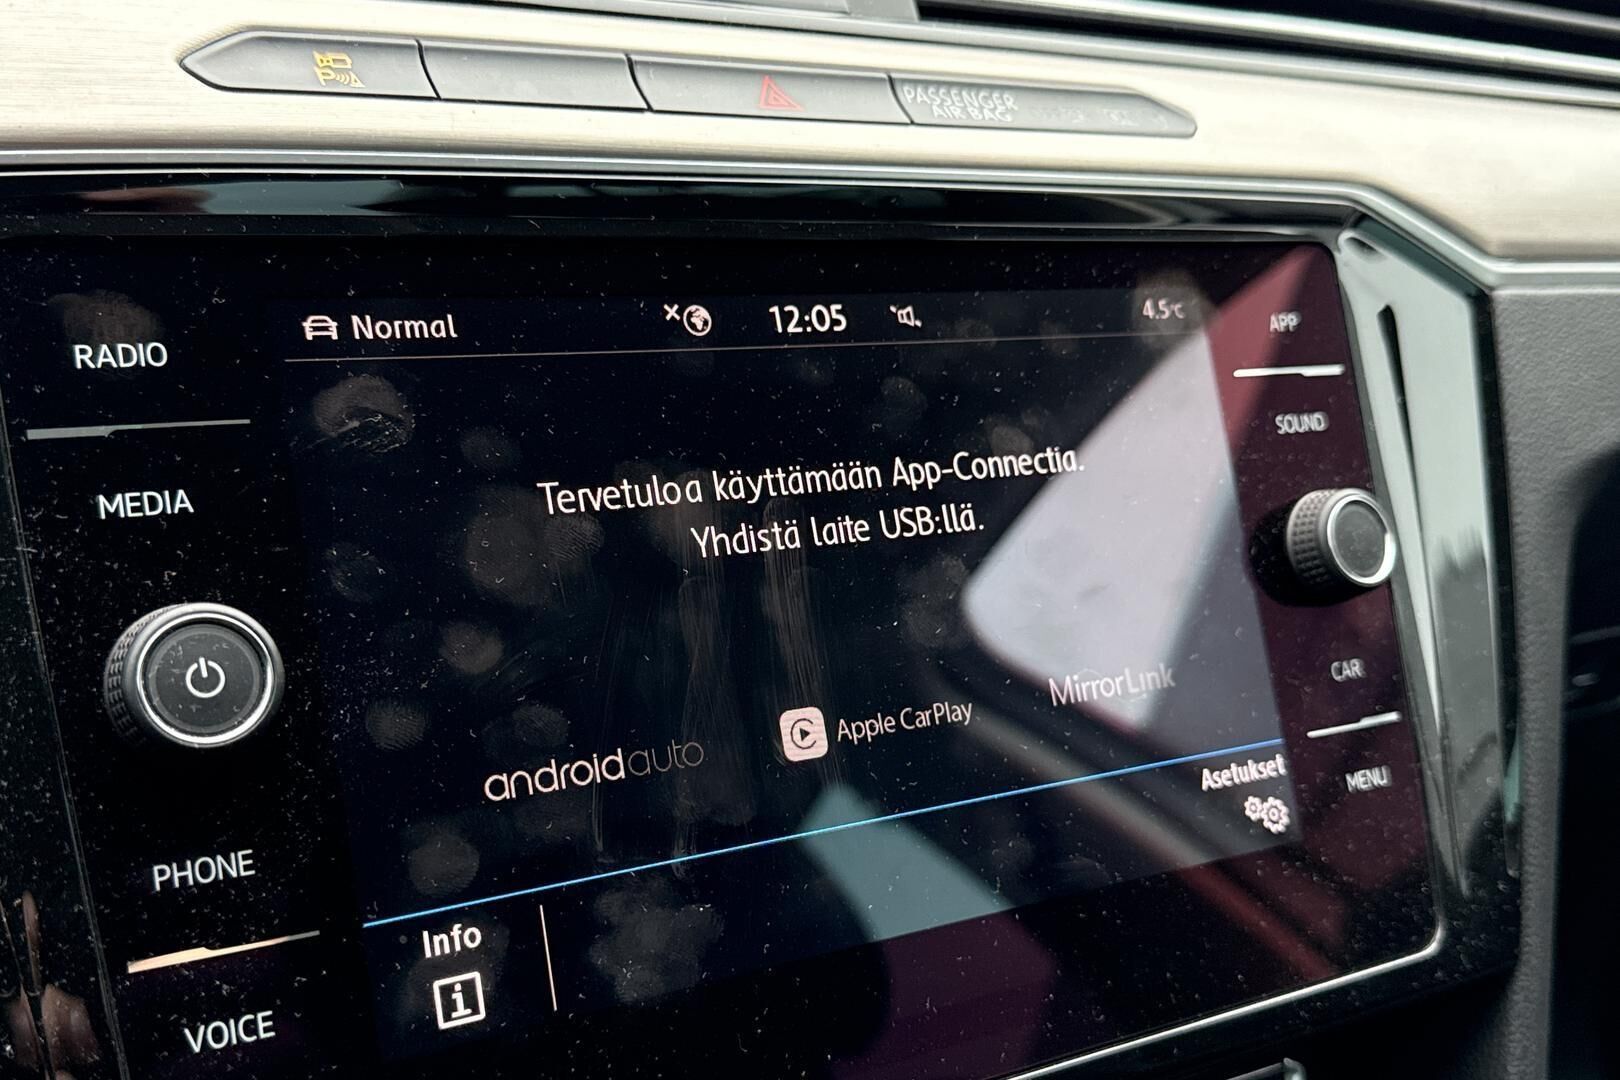 PASSENGER
AIR BAG
RADIO
MEDIA
PHONE
VOICE
Normal
12:05
4.5°C
Tervetuloa käyttämään App-Connectia.
Yhdistä laite USB:llä.
androidauto
Apple CarPlay
MirrorLink
Asetukset
Info
APP
SOUND
CAR
MENU